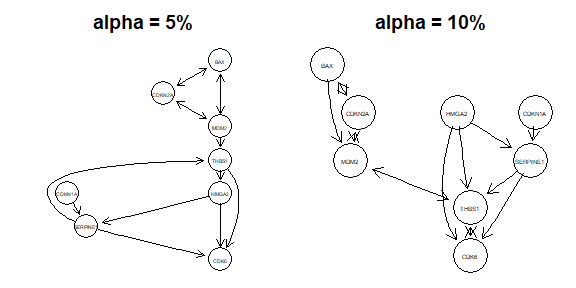 alpha = 5%
BAX
CDKN2A
MDM2
THBS1
CDKN1A
HMGA2
SERPINE1
CDK6
alpha = 10%
BAX
CDKN2A
HMGA2
CDKN1A
MDM2
SERPINE1
THBS1
CDK6